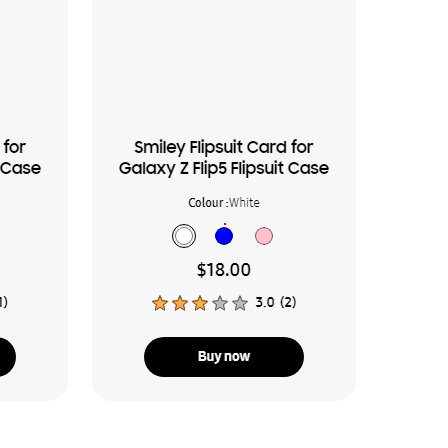 for
Case
1)
Smiley Flipsuit Card for
Galaxy Z Flip5 Flipsuit Case
Colour :White
$18.00
3.0 (2)
Buy now